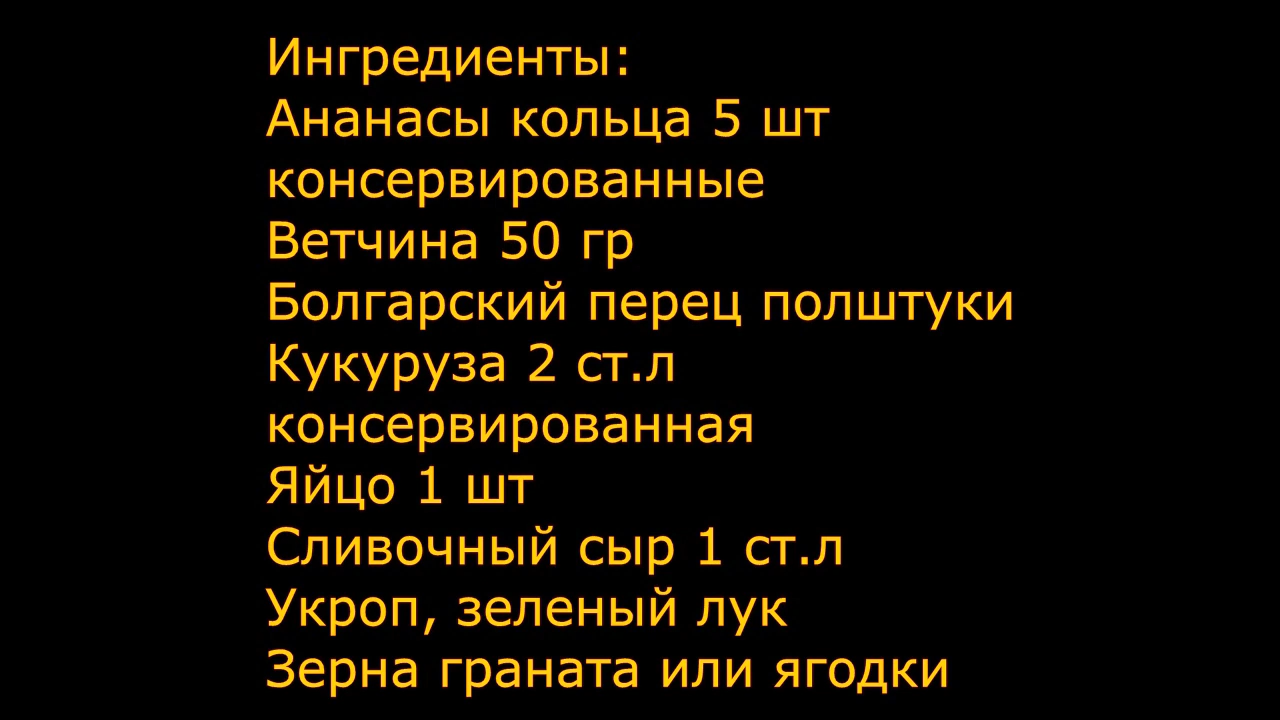 Ингредиенты:
Ананасы кольца 5 шт
консервированные
Ветчина 50 гр
Болгарский перец полштуки
Кукуруза 2 ст.л
консервированная
Яйцо 1 шт
Сливочный сыр 1 ст.л
Укроп, зеленый лук
Зерна граната или ягодки